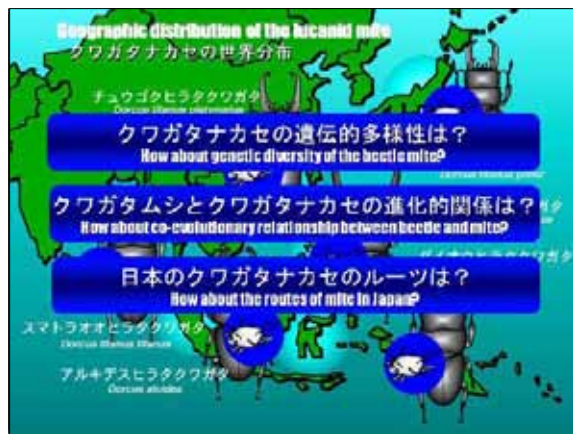 Geographic distribution of the lucanid mite
クワガタナカセの世界分布
チュウゴクヒラタクワガタ
Dorcus titanus platymelus
クワガタナカセの遺伝的多様性は？
How about genetic diversity of the beetle mite?
Dorcus titanus
クワガタムシとクワガタナカセの進化的関係は？
How about co-evolutionary relationship between beetle and mite?
日本のクワガタナカセのルーツは？
How about the routes of mite in Japan?
スマトラオオヒラタクワガタ
Dorcus titanus titanus
アルキデスヒラタクワガタ
Dorcus alcides